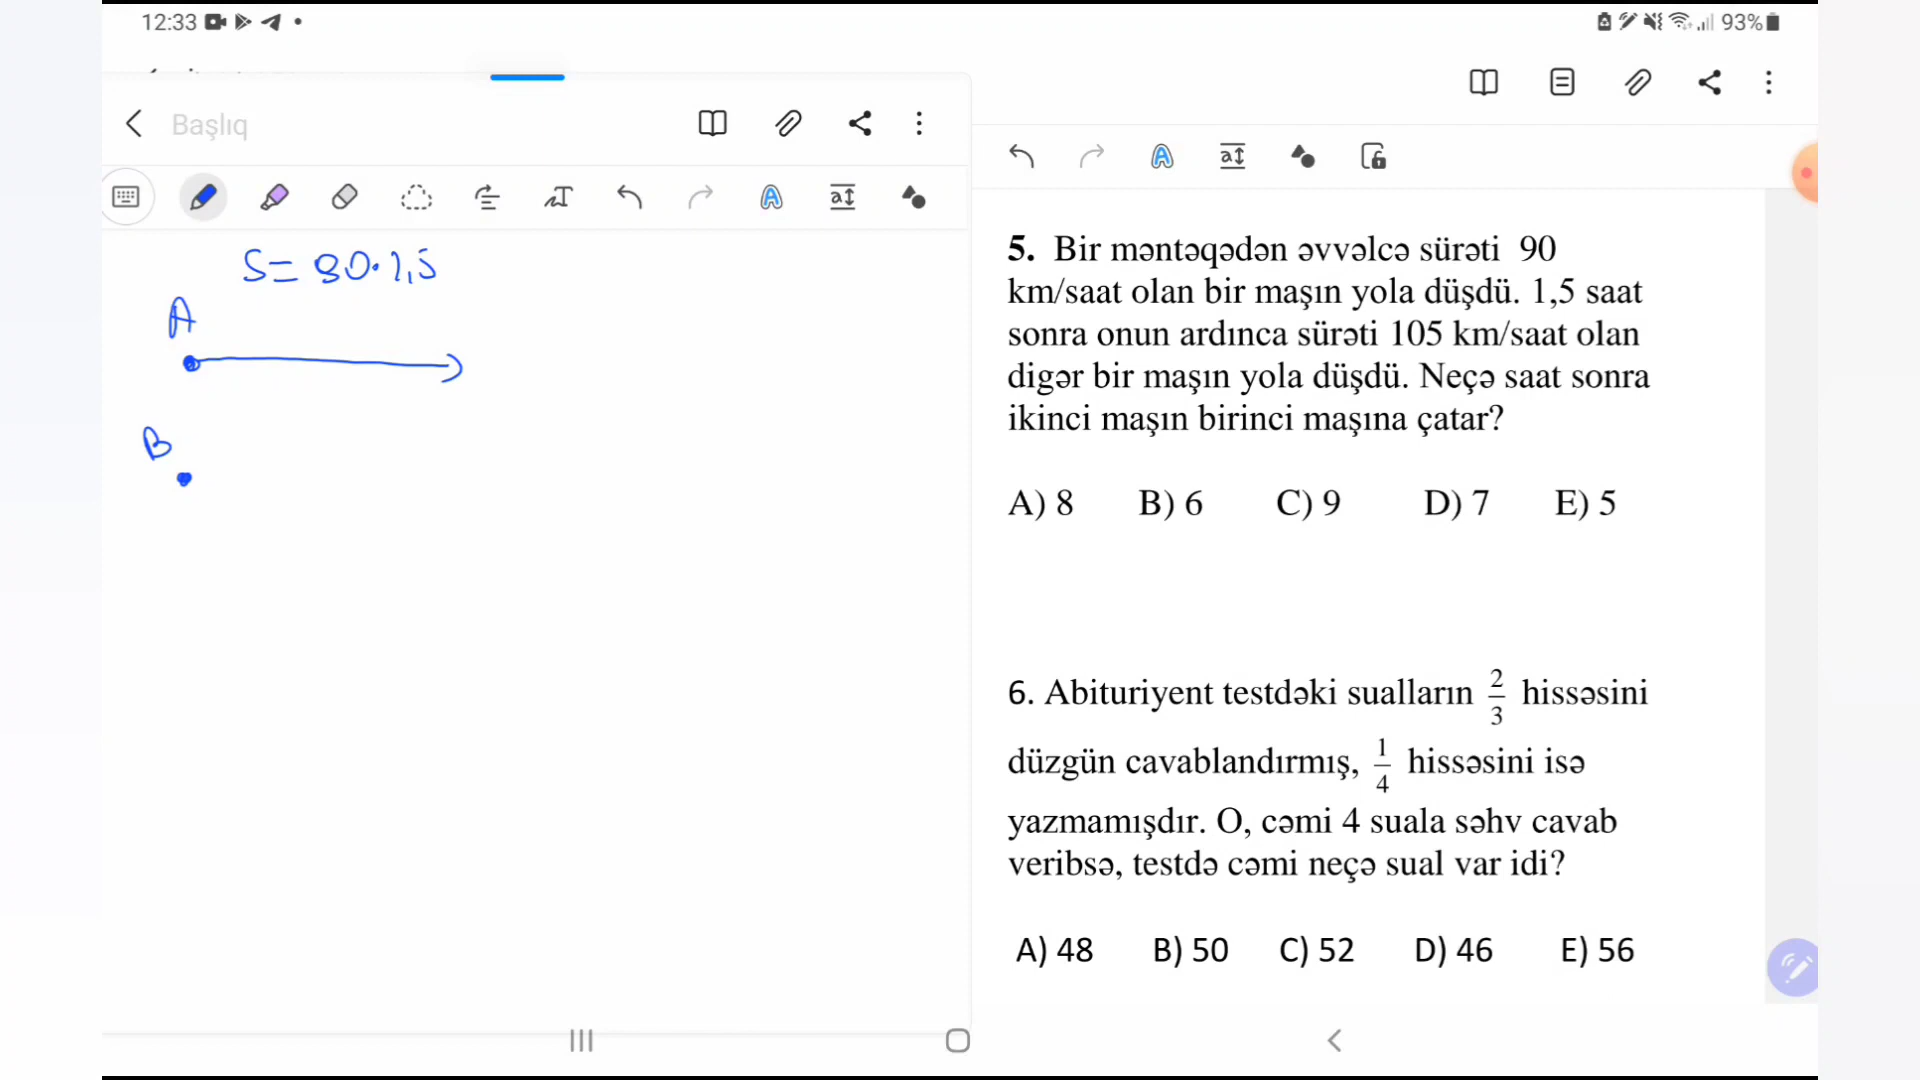 12:33
93%
Başlıq
S= 90·1,5
A
B
5. Bir məntəqədən əvvəlcə sürəti 90
km/saat olan bir maşın yola düşdü. 1,5 saat
sonra onun ardınca sürəti 105 km/saat olan
digər bir maşın yola düşdü. Neçə saat sonra
ikinci maşın birinci maşına çatar?
A) 8 B) 6 C) 9 D) 7 E) 5
6. Abituriyent testdəki sualların 2/3 hissəsini
düzgün cavablandırmış, 1/4 hissəsini isə
yazmamışdır. O, cəmi 4 suala səhv cavab
veribsə, testdə cəmi neçə sual var idi?
A) 48 B) 50 C) 52 D) 46 E) 56